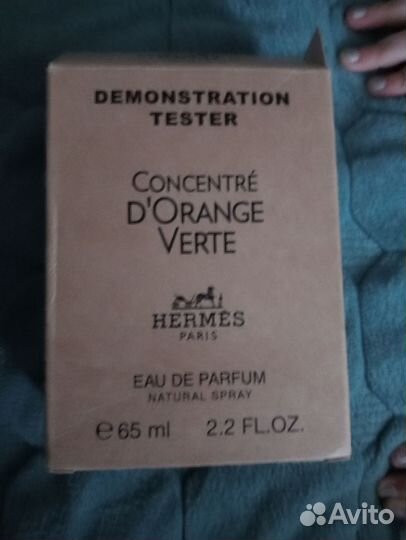 DEMONSTRATION
TESTER
CONCENTRÉ
D'ORANGE
VERTE
HERMÈS
PARIS
EAU DE PARFUM
NATURAL SPRAY
℮ 65 ml 2.2 FL.OZ.
Avito